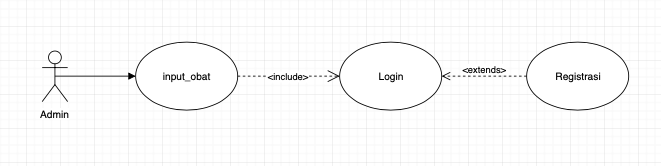 Admin
input_obat
<include>
Login
<extends>
Registrasi